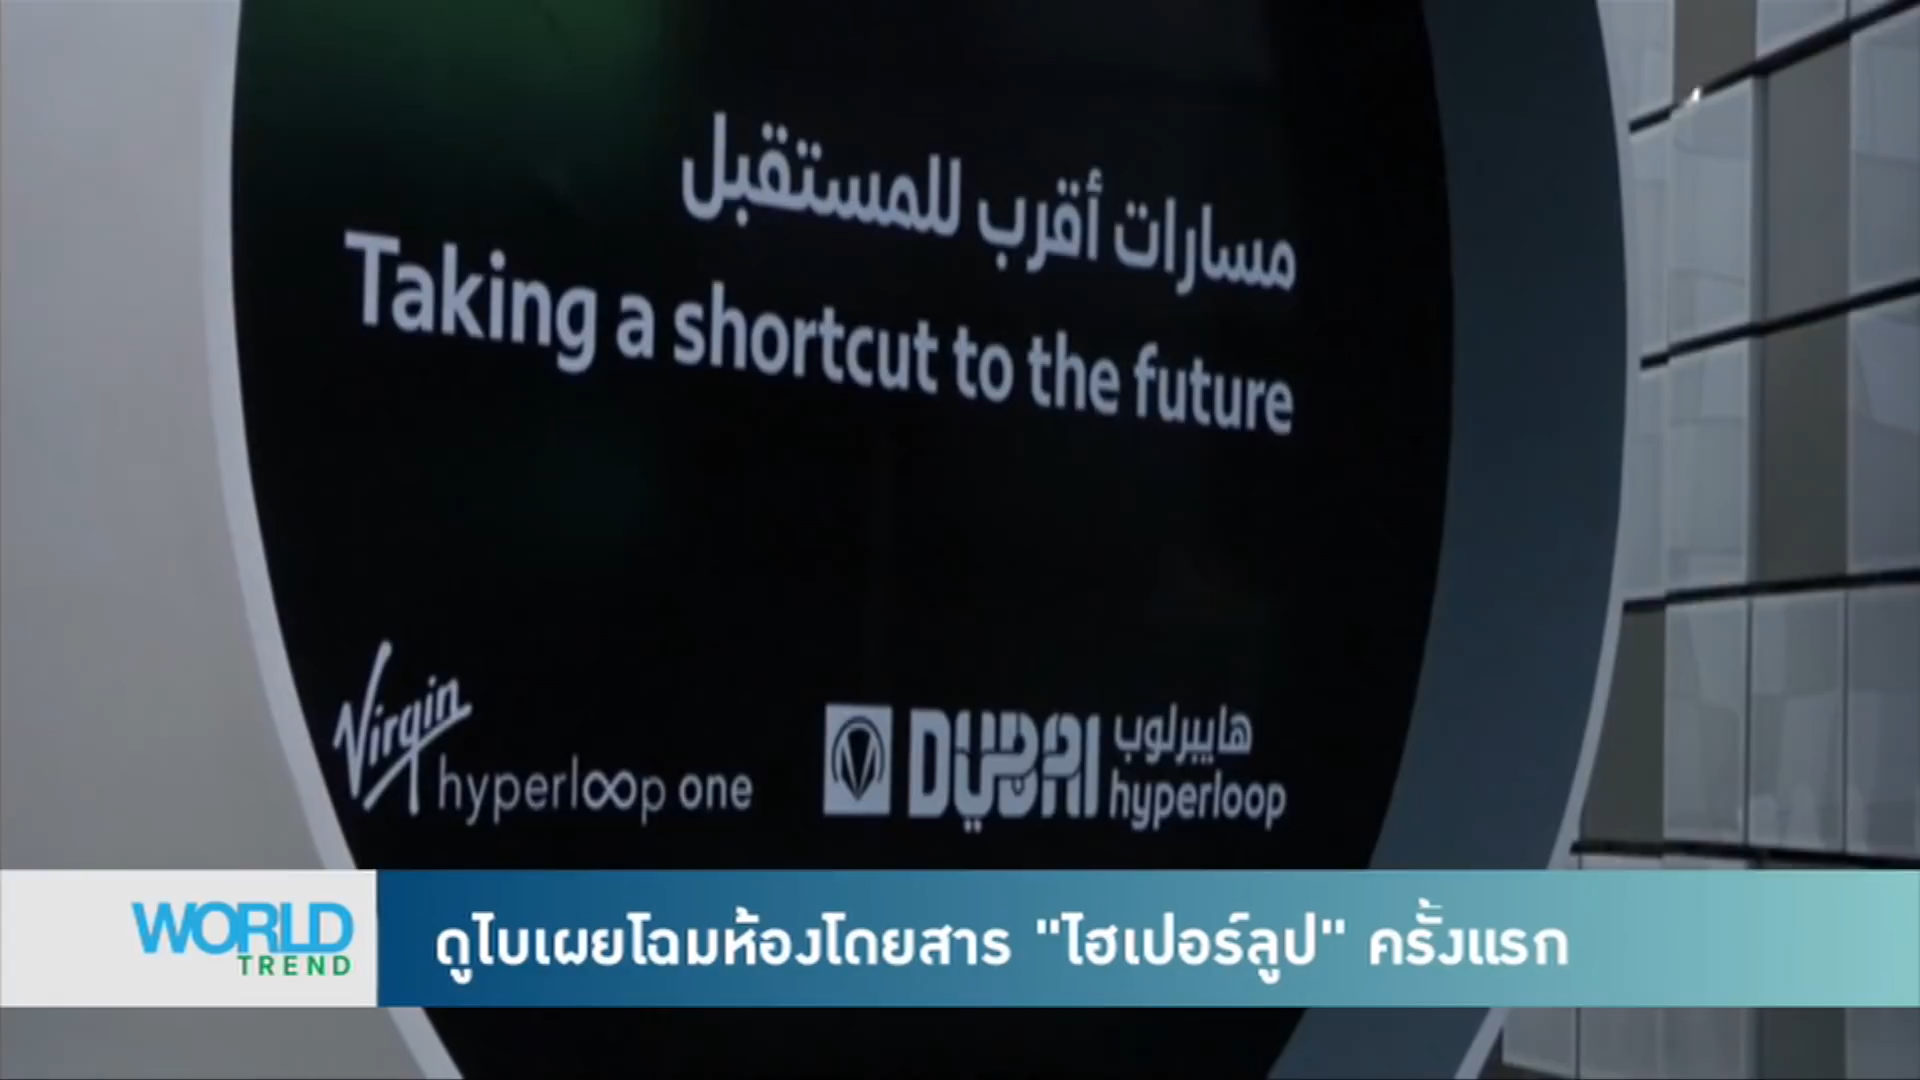 مسارات أقرب للمستقبل
Taking a shortcut to the future
Virgin hyperloop one
DUBAI هايبرلوب hyperloop
WORLD TREND
ดูไบเผยโฉมห้องโดยสาร "ไฮเปอร์ลูป" ครั้งแรก